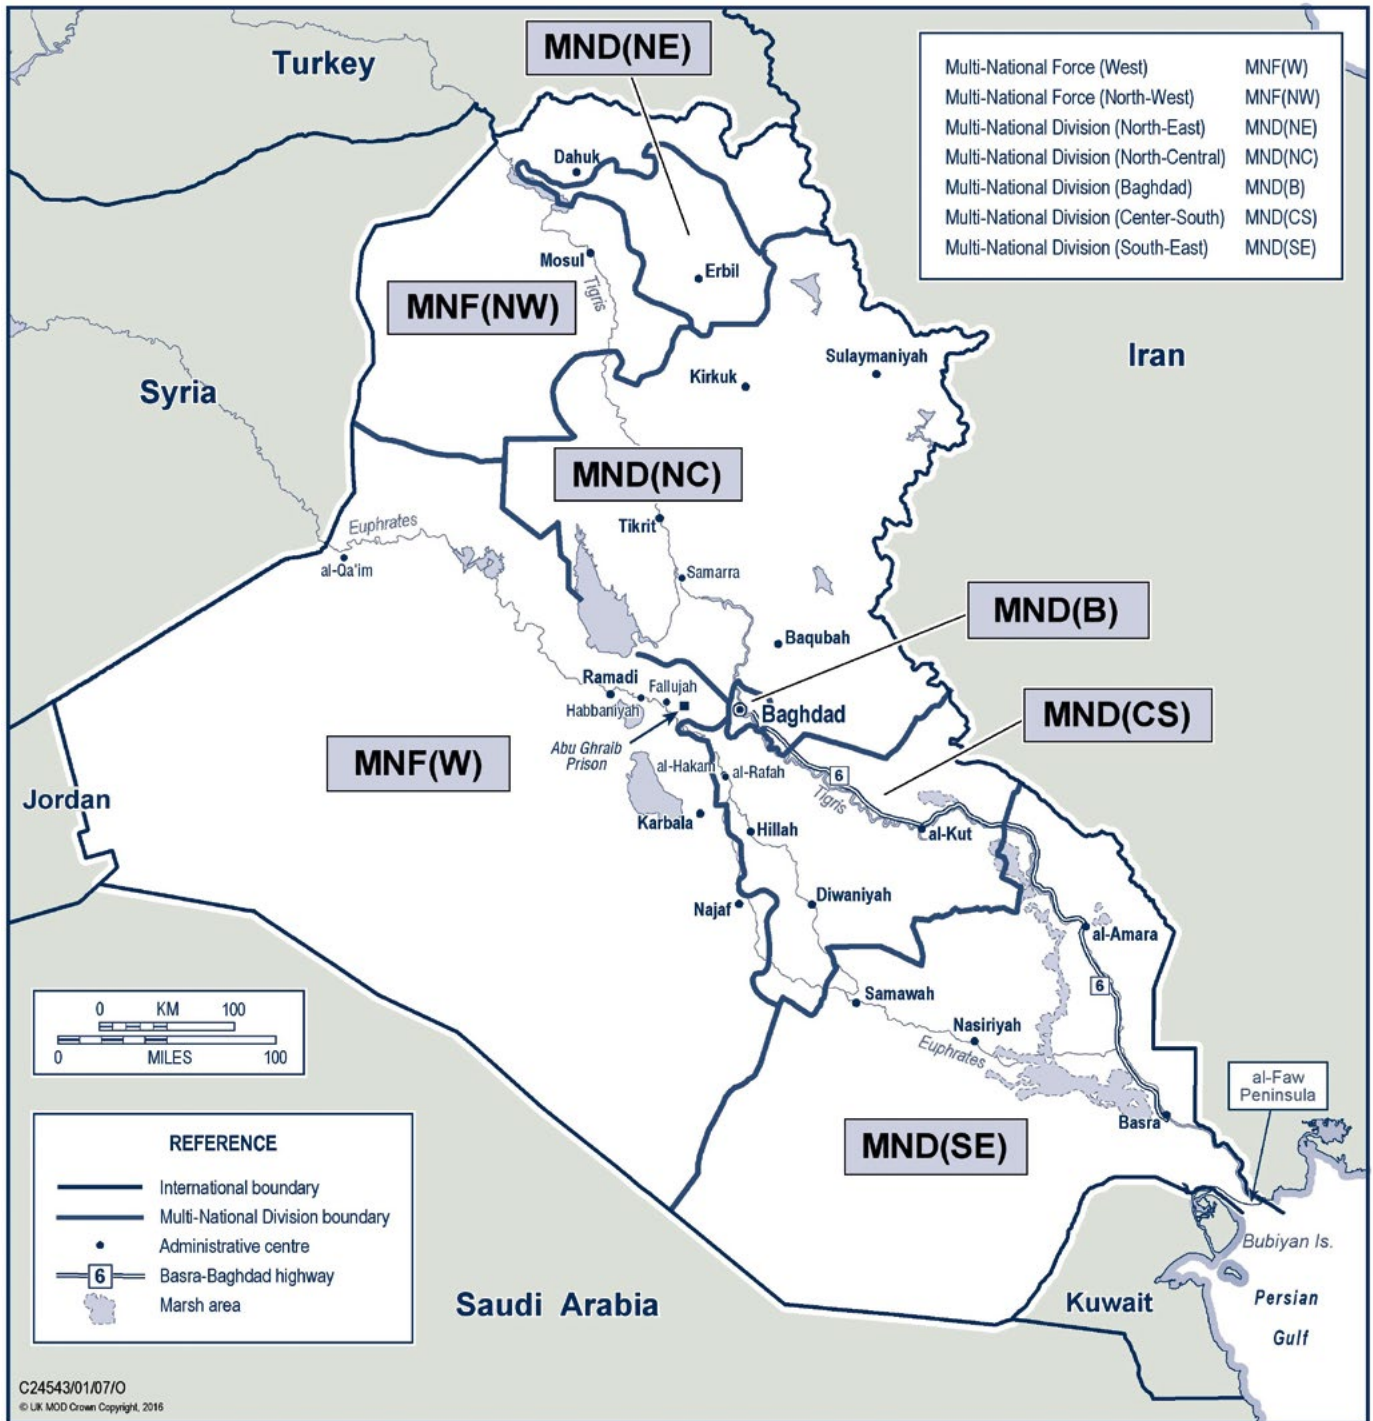 MND(NE)
Turkey
Multi-National Force (West) MNF(W)
Multi-National Force (North-West) MNF(NW)
Multi-National Division (North-East) MND(NE)
Multi-National Division (North-Central) MND(NC)
Multi-National Division (Baghdad) MND(B)
Multi-National Division (Center-South) MND(CS)
Multi-National Division (South-East) MND(SE)
Dahuk
Mosul
Erbil
Tigris
MNF(NW)
Iran
Sulaymaniyah
Kirkuk
Syria
MND(NC)
Tikrit
Euphrates
al-Qa'im
Samarra
MND(B)
Baqubah
Ramadi
Fallujah
Habbaniyah
Baghdad
MND(CS)
Abu Ghraib
Prison
MNF(W)
al-Hakam
al-Rafah
6
Tigris
Jordan
Karbala
Hillah
al-Kut
Najaf
Diwaniyah
al-Amara
6
Samawah
Nasiriyah
Euphrates
0 KM 100
0 MILES 100
al-Faw
Peninsula
Basra
MND(SE)
REFERENCE
International boundary
Multi-National Division boundary
Administrative centre
6 Basra-Baghdad highway
Marsh area
Bubiyan Is.
Saudi Arabia
Kuwait
Persian
Gulf
C24543/01/07/O
© UK MOD Crown Copyright, 2016